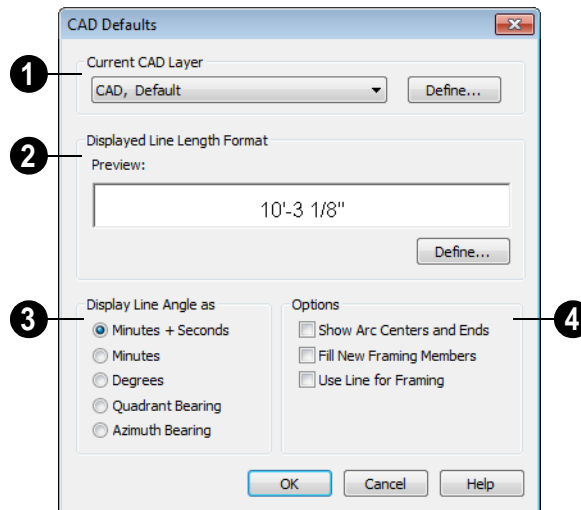 CAD Defaults
1
Current CAD Layer
CAD, Default
Define...
2
Displayed Line Length Format
Preview:
10'-3 1/8"
Define...
3
Display Line Angle as
Minutes + Seconds
Minutes
Degrees
Quadrant Bearing
Azimuth Bearing
Options
4
Show Arc Centers and Ends
Fill New Framing Members
Use Line for Framing
OK
Cancel
Help